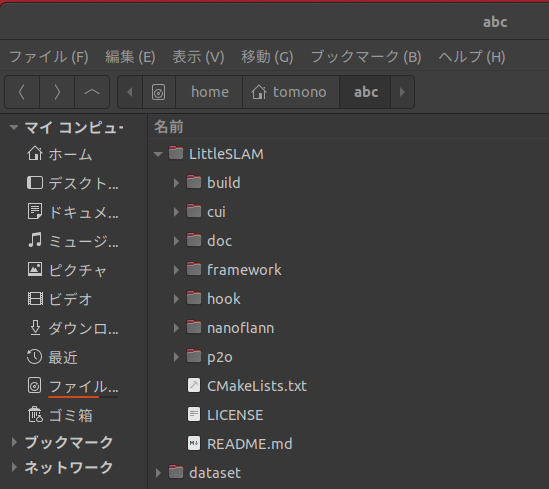 abc
ファイル (F) 編集 (E) 表示 (V) 移動 (G) ブックマーク (B) ヘルプ (H)
home tomono abc
マイ コンピュ-
ホーム
デスクト...
ドキュメ...
ミュージ...
ピクチャ
ビデオ
ダウンロ...
最近
ファイル...
ゴミ箱
ブックマーク
ネットワーク
名前
LittleSLAM
build
cui
doc
framework
hook
nanoflann
p2o
CMakeLists.txt
LICENSE
README.md
dataset